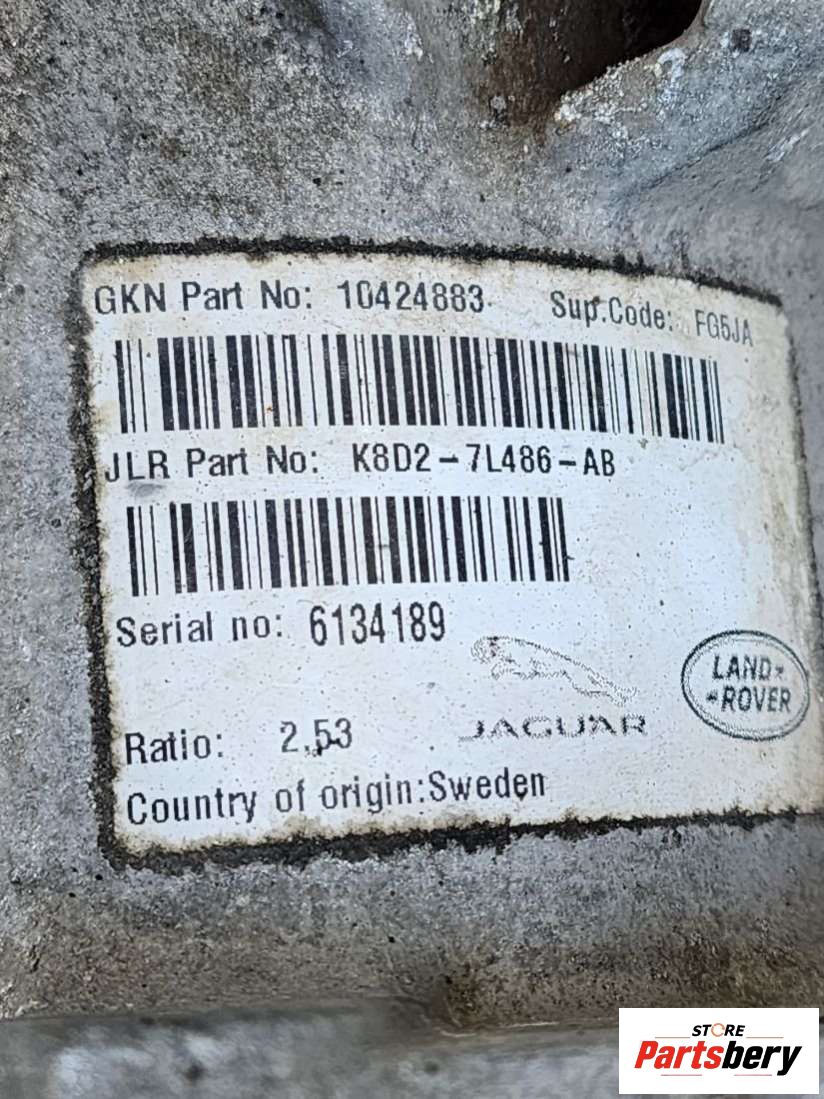 GKN Part No: 10424883 Sup.Code: FG5JA
JLR Part No: K8D2-7L486-AB
Serial no: 6134189
JAGUAR
LAND-
-ROVER
Ratio: 2,53
Country of origin:Sweden
STORE
Partsbery